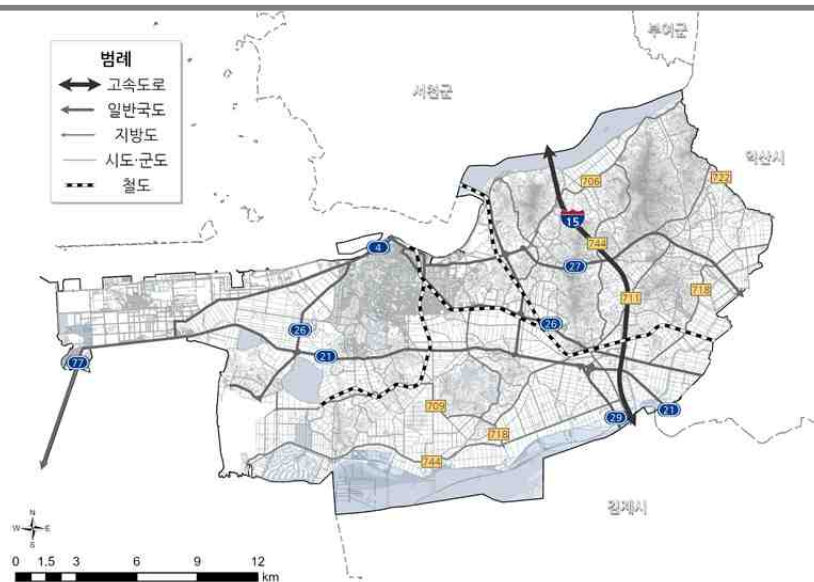 부여군
범례
고속도로
일반국도
지방도
시도·군도
철도
서천군
익산시
706
722
15
744
4
27
711
718
26
26
21
77
709
29
21
718
744
김제시
N
W E
S
0 1.5 3 6 9 12
km